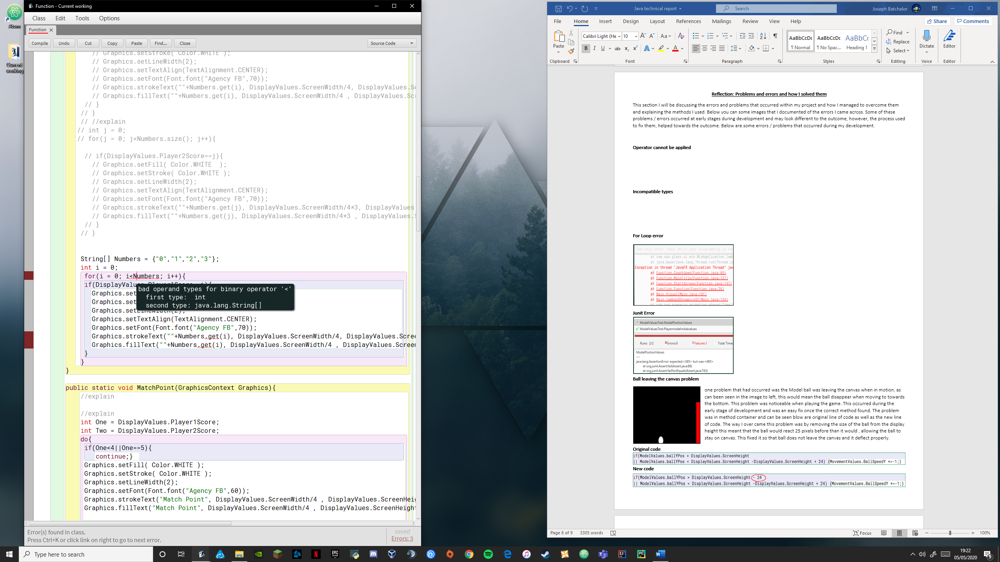 Atom
Current
working
Function - Current working
Class Edit Tools Options
Function
Compile Undo Cut Copy Paste Find... Close Source Code
// Graphics.setStroke( Color.WHITE );
// Graphics.setLineWidth(2);
// Graphics.setTextAlign(TextAlignment.CENTER);
// Graphics.setFont(Font.font("Agency FB",70));
// Graphics.strokeText(""+Numbers.get(i), DisplayValues.ScreenWidth/4, DisplayValues.Sc
// Graphics.fillText(""+Numbers.get(i), DisplayValues.ScreenWidth/4 , DisplayValues.Scr
// }
// }
// //explain
// int j = 0;
// for(j = 0; j<Numbers.size(); j++){
// if(DisplayValues.Player2Score==j){
// Graphics.setFill( Color.WHITE  );
// Graphics.setStroke( Color.WHITE );
// Graphics.setLineWidth(2);
// Graphics.setTextAlign(TextAlignment.CENTER);
// Graphics.setFont(Font.font("Agency FB",70));
// Graphics.strokeText(""+Numbers.get(j), DisplayValues.ScreenWidth/4*3, DisplayValues
// Graphics.fillText(""+Numbers.get(j), DisplayValues.ScreenWidth/4*3 , DisplayValues.S
// }
// }
String[] Numbers = {"0","1","2","3"};
int i = 0;
for(i = 0; i<Numbers; i++){
if(DisplayValu
bad operand types for binary operator '<'
first type: int
second type: java.lang.String[]
Graphics.set
Graphics.set
Graphics.setLineWidth(2);
Graphics.setTextAlign(TextAlignment.CENTER);
Graphics.setFont(Font.font("Agency FB",70));
Graphics.strokeText(""+Numbers.get(i), DisplayValues.ScreenWidth/4, DisplayValues.Scree
Graphics.fillText(""+Numbers.get(i), DisplayValues.ScreenWidth/4 , DisplayValues.Screen
}
}
}
public static void MatchPoint(GraphicsContext Graphics){
//explain
//explain
int One = DisplayValues.Player1Score;
int Two = DisplayValues.Player2Score;
do{
if(One<4||One==5){
continue;}
Graphics.setFill( Color.WHITE );
Graphics.setStroke( Color.WHITE );
Graphics.setLineWidth(2);
Graphics.setFont(Font.font("Agency FB",60));
Graphics.strokeText("Match Point", DisplayValues.ScreenWidth/4 , DisplayValues.ScreenHeig
Graphics.fillText("Match Point", DisplayValues.ScreenWidth/4 , DisplayValues.ScreenHeight
Error(s) found in class.
Press Ctrl+K or click link on right to go to next error.
saved
Errors: 3
Java technical report
Search
Joseph Batchelor
File Home Insert Design Layout References Mailings Review View Help
Share Comments
Paste
Calibri Light (He 10
AaBbCcDc AaBbCcDc AaBbCc
¶ Normal ¶ No Spac... Heading 1
Find
Replace
Select
Dictate
Editor
Clipboard Font Paragraph Styles Editing Voice Editor
Reflection: Problems and errors and how I solved them
This section I will be discussing the errors and problems that occurred within my project and how I managed to overcome them
and explaining the methods I used. Below you can some images that I documented of the errors I came across. Some of these
problems / errors occurred at early stages during development and may look different to the outcome, however, the process used
to fix them, helped towards the outcome. Below are some errors / problems that occurred during my development.
Operator cannot be applied
Incompatible types
For Loop error
Can only enter input while your programming is run
at com.sun.glass.ui.win.WinApplication.lamb
at java.base/java.lang.Thread.run(Thread.ja
Exception in thread "JavaFX Application Thread" jav
at Function.Countdown(Function.java:69)
at Function.MainTitle(Function.java:137)
at Function.StartScreen(Function.java:147)
at Function.Function(Function.java:26)
at Main.Visual(Main.java:181)
at Main.lambda$Dynamics$2(Main.java:134)
at com.sun.scenario.animation.shared.Timel
Junit Error
ModelValuesTest.ModelPostionValues
ModelValuesTest.Playermodelinitialvalues
Runs: 2/2 Errors:0 Failures:1 Total Time:
ModelPostionValues
---
java.lang.AssertionError: expected:<385> but was:<485>
at org.junit.Assert.fail(Assert.java:88)
at org.junit.Assert.failNotEquals(Assert.java:743)
Ball leaving the canvas problem
one problem that had occurred was the Model ball was leaving the canvas when in motion, as
can been seen in the image to left, this would mean the ball disappear when moving to towards
the bottom. This problem was noticeable when playing the game. This occurred during the
early stage of development and was an easy fix once the correct method found. The problem
was in method container and can be seen blow are original line of code as well as the new line
of code. The way I over came this problem was by removing the size of the ball from the display
height this meant that the ball would react 25 pixels before than it would , allowing the ball to
stay on canvas. This fixed it so that ball does not leave the canvas and it deflect properly.
Original code
if(ModelValues.ballYPos > DisplayValues.ScreenHeight
|| ModelValues.ballYPos < DisplayValues.ScreenHeight -DisplayValues.ScreenHeight + 24) {MovementValues.BallSpeedY *=-1;}
New code
if(ModelValues.ballYPos > DisplayValues.ScreenHeight - 24
|| ModelValues.ballYPos < DisplayValues.ScreenHeight -DisplayValues.ScreenHeight + 24) {MovementValues.BallSpeedY *=-1;}
Page 8 of 9 3305 words
Focus
100%
Type here to search
19:22
05/05/2020
9